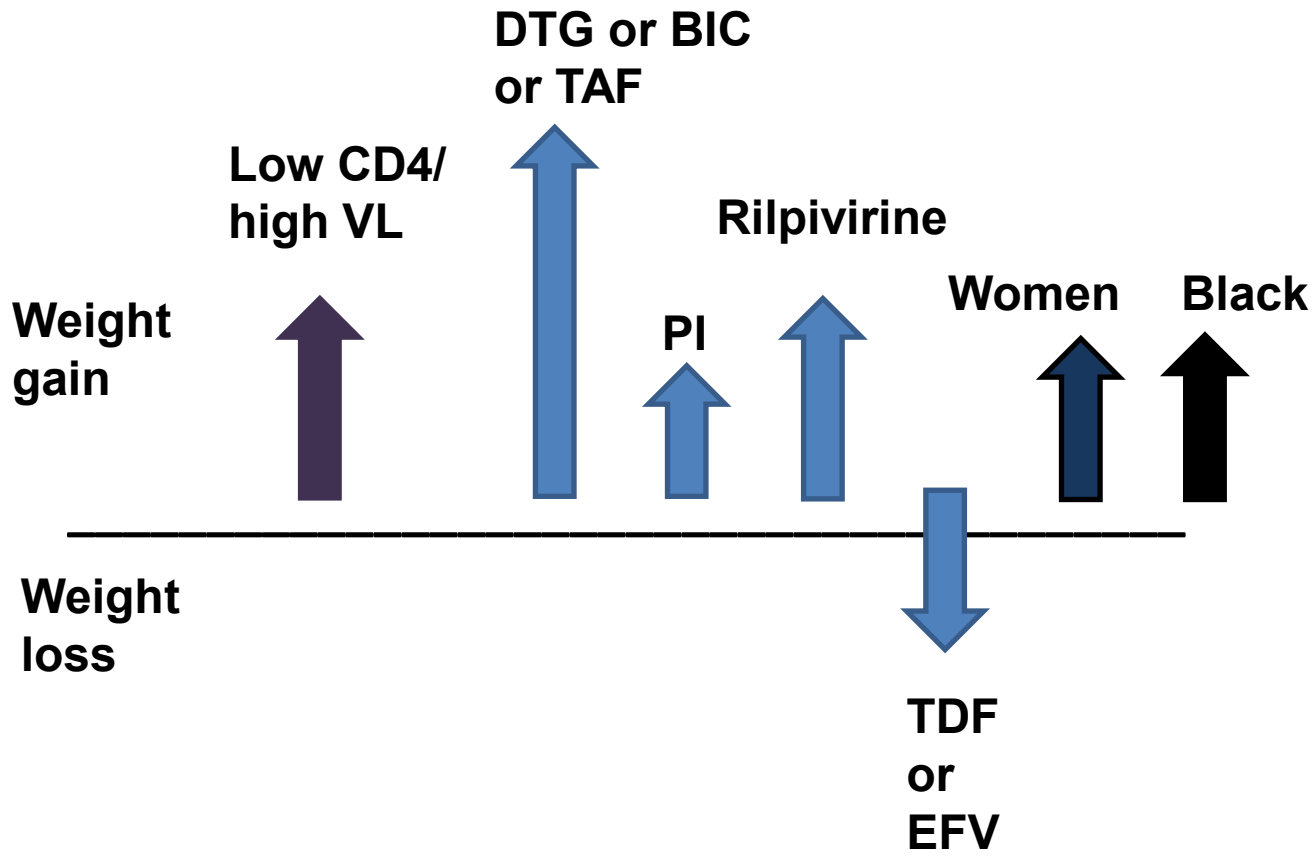 DTG or BIC
or TAF
Low CD4/
high VL
Rilpivirine
Women
Black
Weight
gain
PI
Weight
loss
TDF
or
EFV